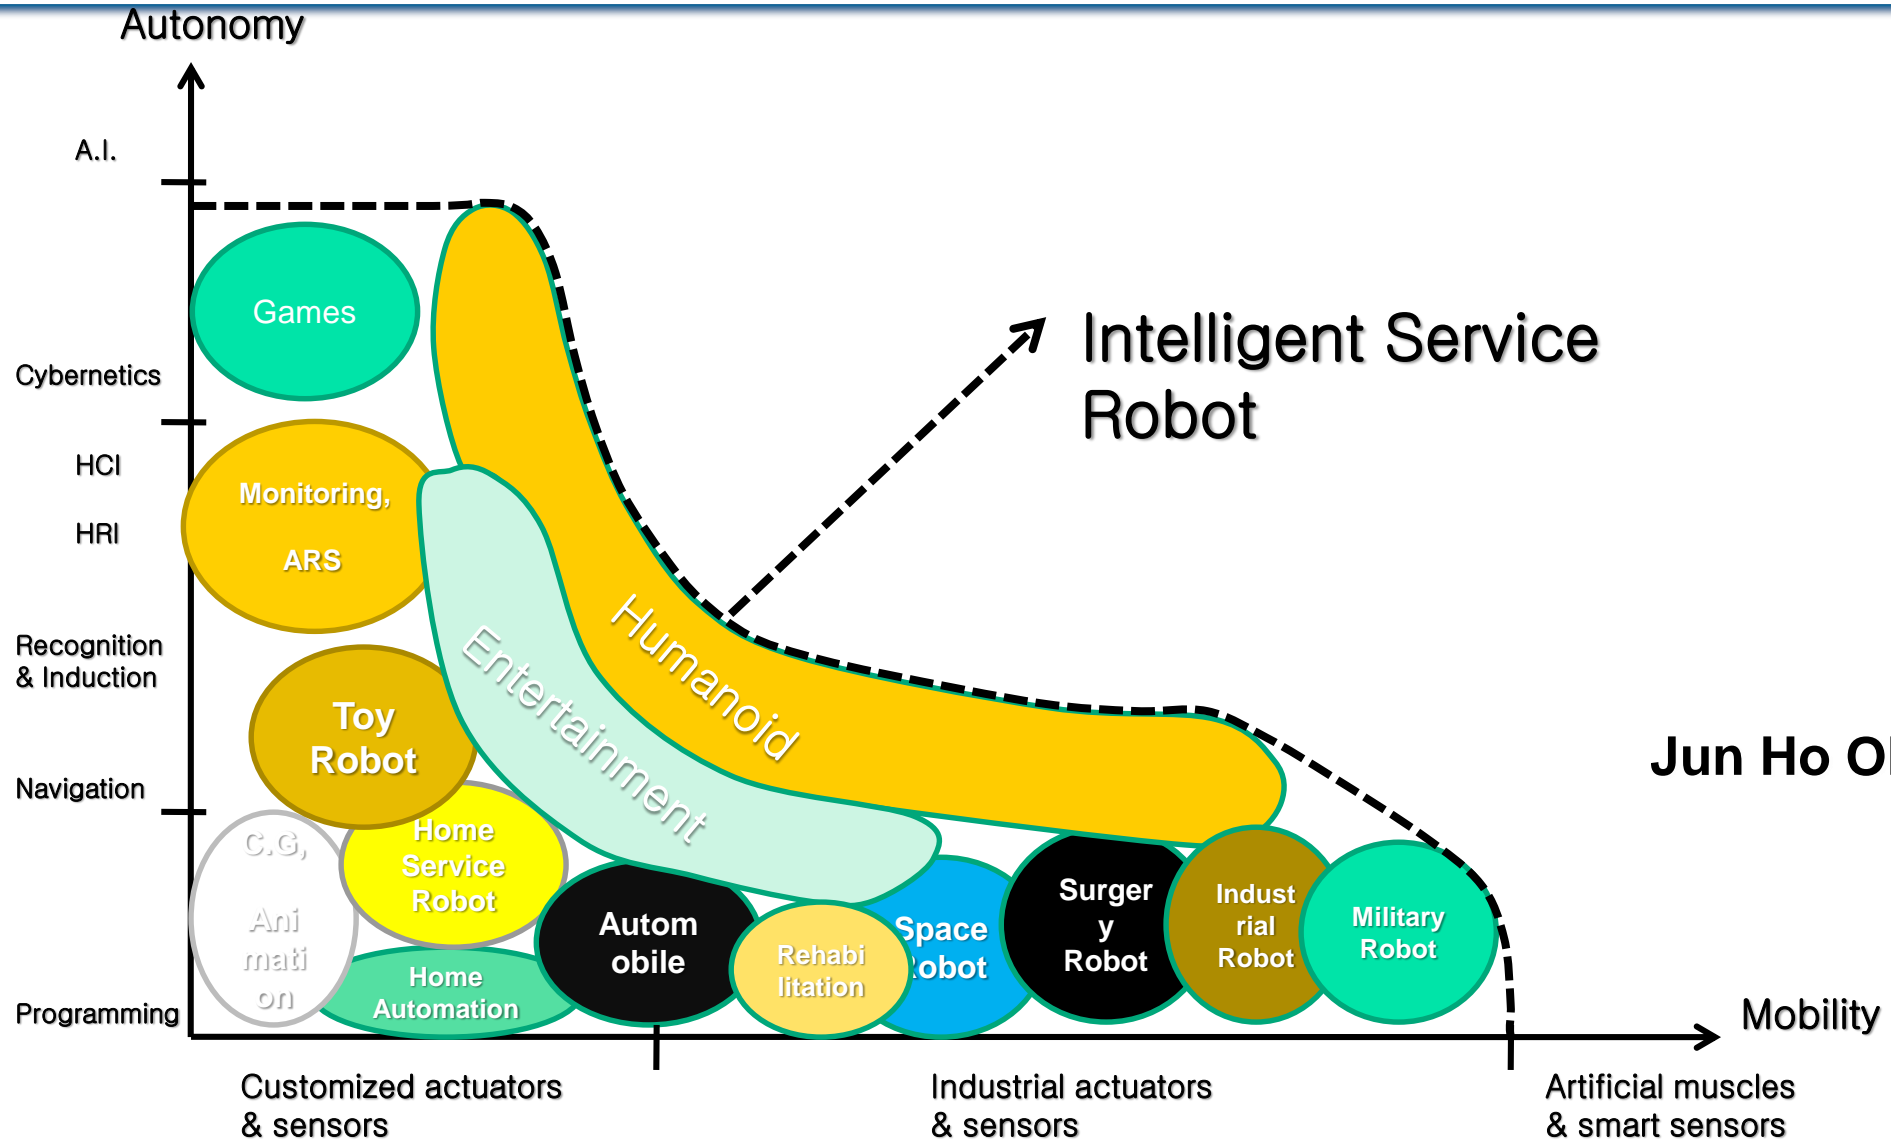 Autonomy
A.I.
Games
Cybernetics
HCI
HRI
Monitoring,
ARS
Intelligent Service
Robot
Recognition
& Induction
Humanoid
Entertainment
Toy
Robot
Jun Ho
Navigation
C.G,
Ani
mati
on
Home
Service
Robot
Home
Automation
Autom
obile
Rehabi
litation
Space
Robot
Surger
y
Robot
Indust
rial
Robot
Military
Robot
Programming
Mobility
Customized actuators
& sensors
Industrial actuators
& sensors
Artificial muscles
& smart sensors